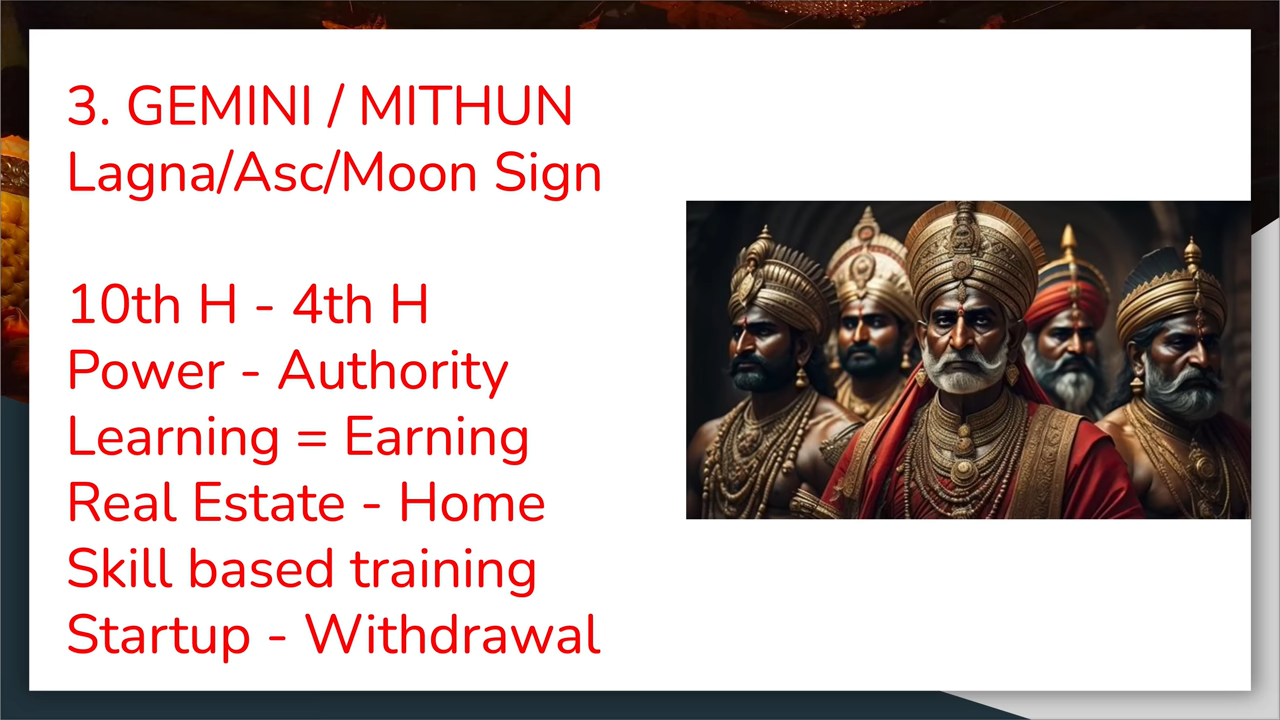 3. GEMINI / MITHUN
Lagna/Asc/Moon Sign
10th H - 4th H
Power - Authority
Learning = Earning
Real Estate - Home
Skill based training
Startup - Withdrawal